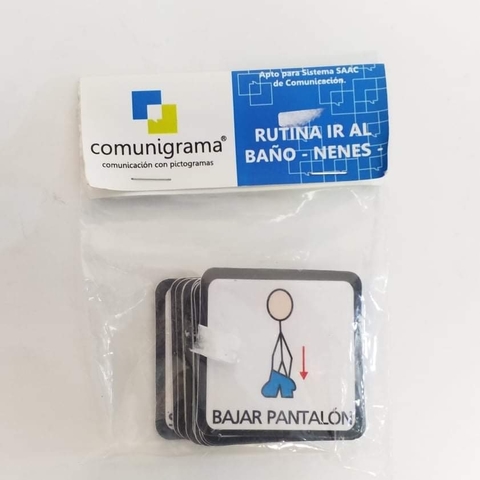 Apto para Sistema SAAC
de Comunicación.
comunigrama®
comunicación con pictogramas
RUTINA IR AL
BAÑO - NENES -
BAJAR PANTALÓN